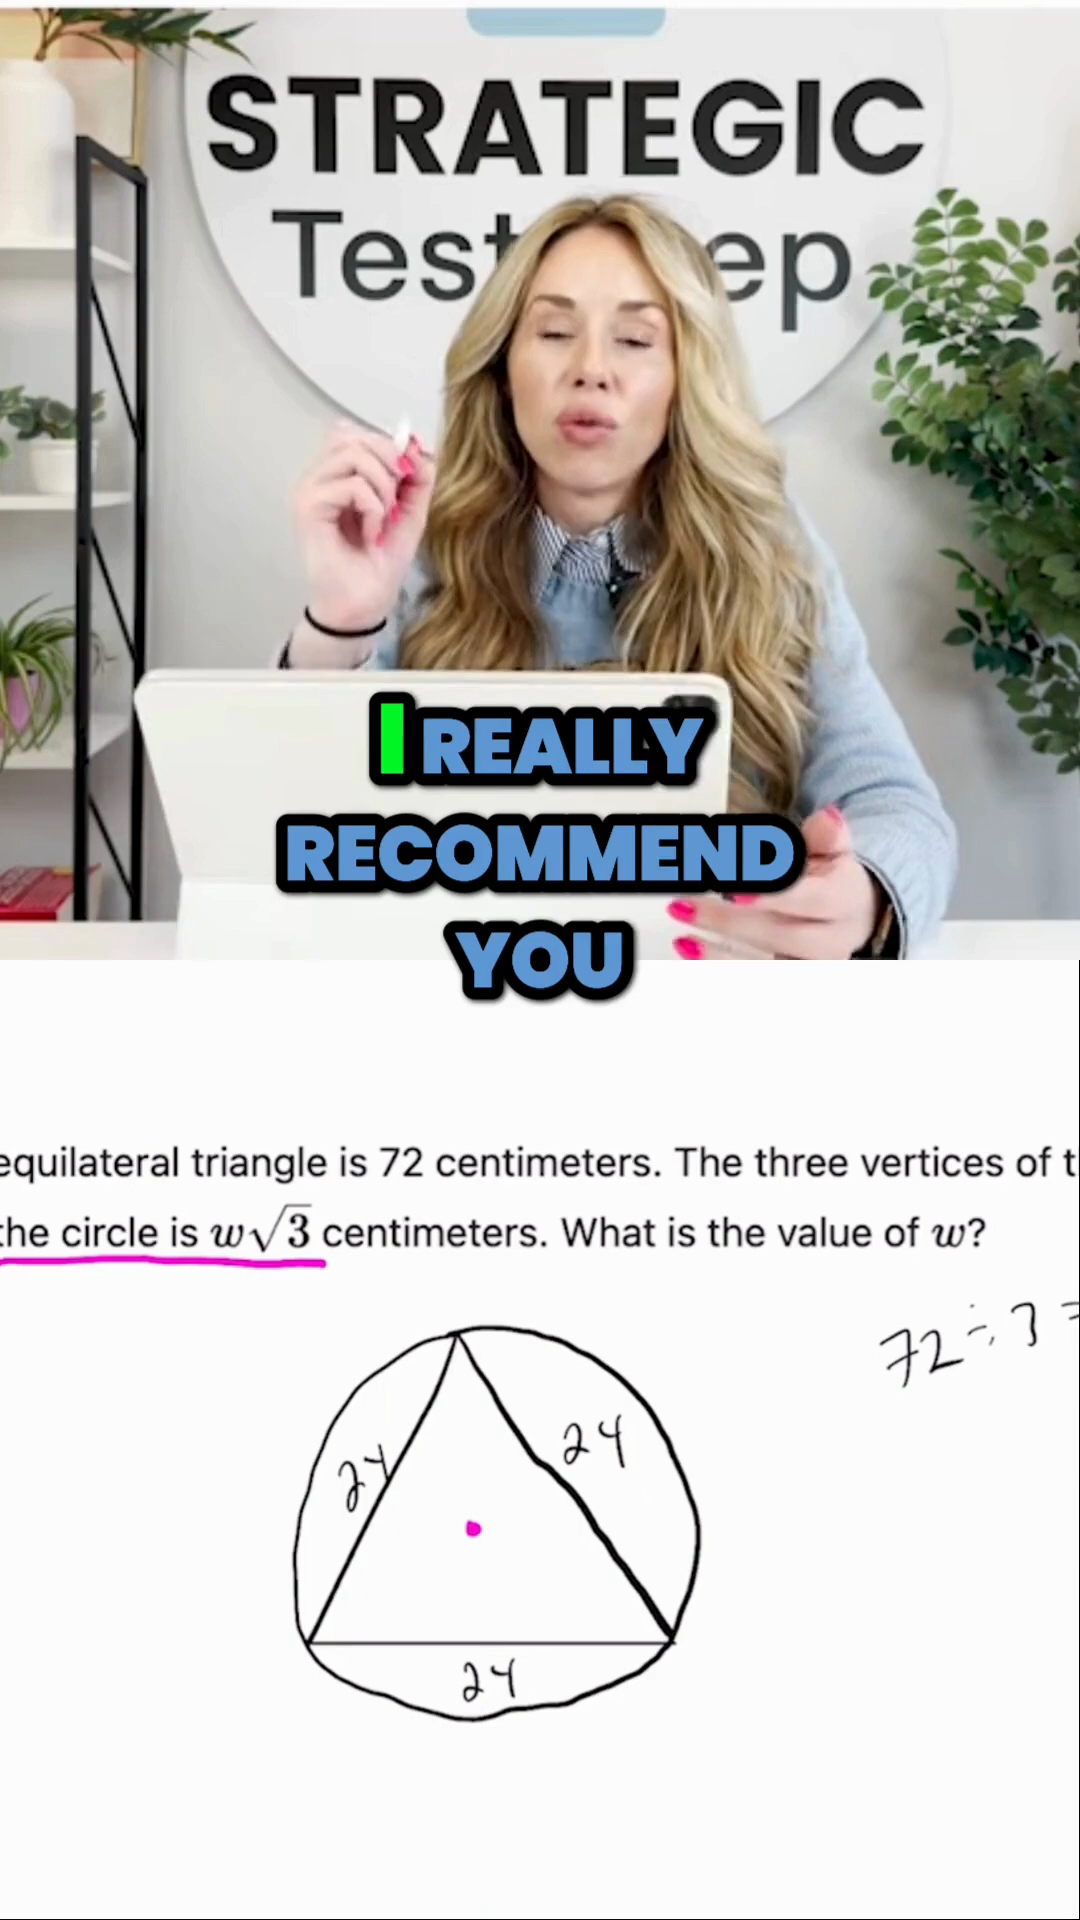 STRATEGIC
Test ep
I REALLY
RECOMMEND
YOU
equilateral triangle is 72 centimeters. The three vertices of t
the circle is w√3 centimeters. What is the value of w?
72 ÷ 3 =
24
24
24